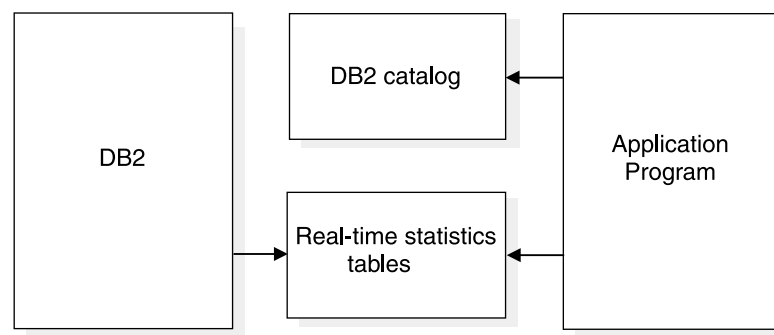 DB2
DB2 catalog
Application
Program
Real-time statistics
tables